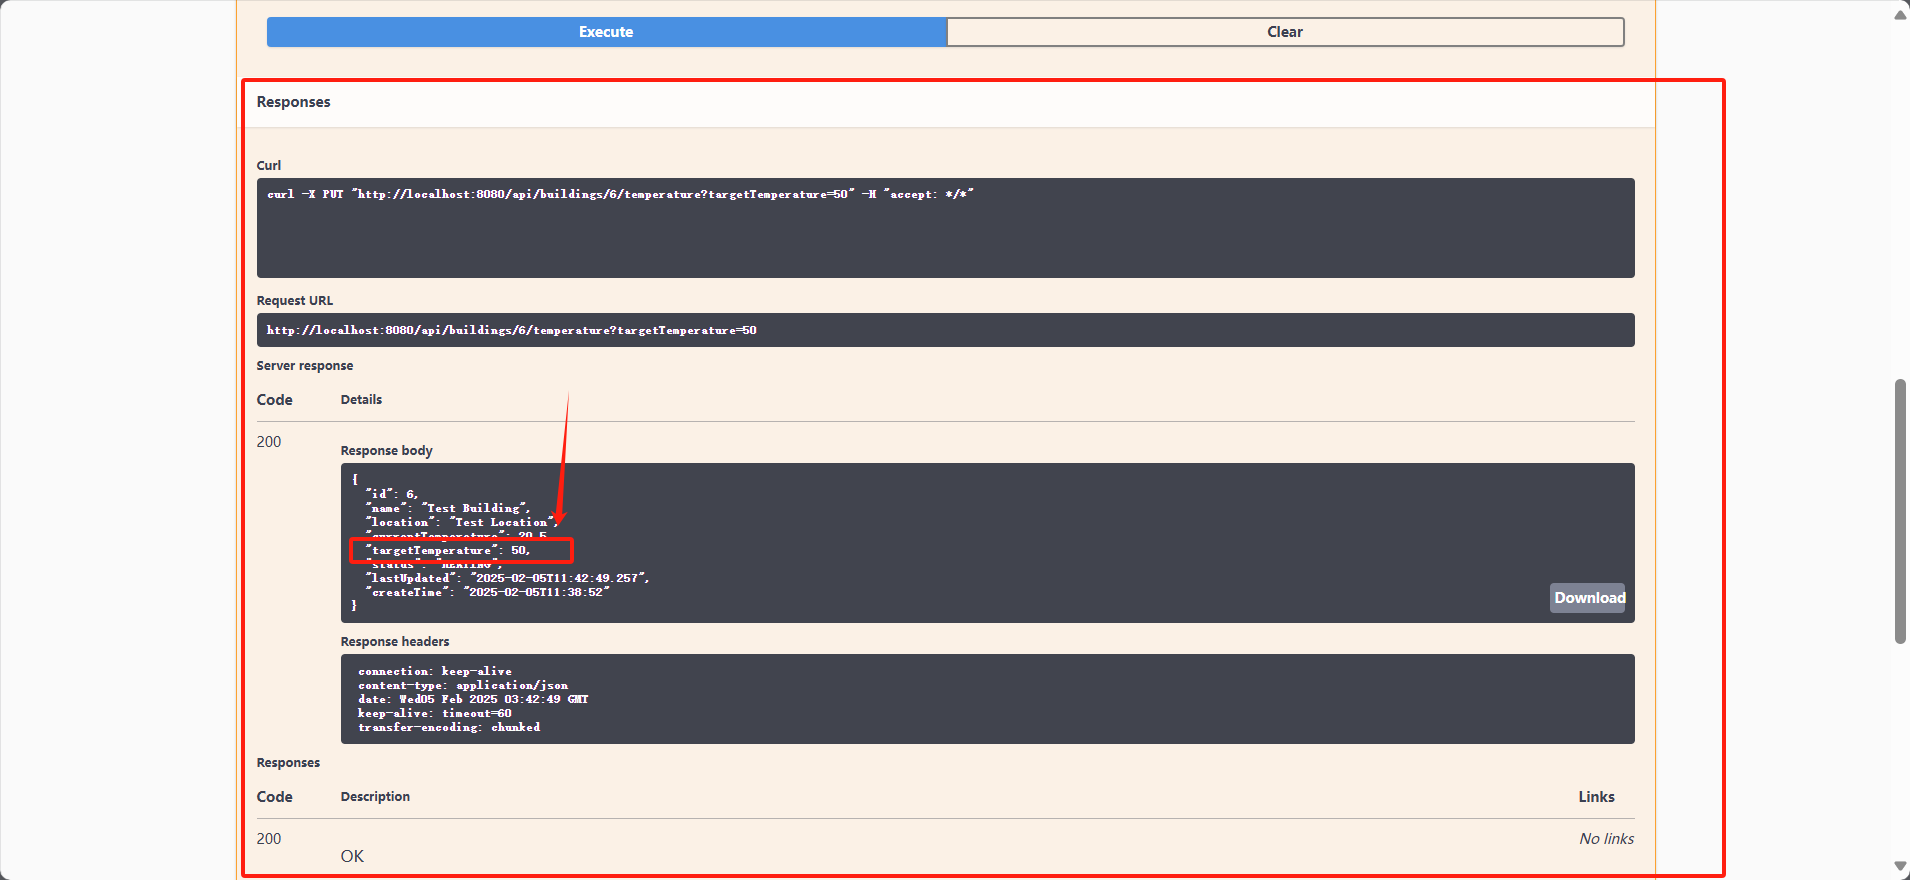 Execute
Clear
Responses
Curl
curl -X PUT "http://localhost:8080/api/buildings/6/temperature?targetTemperature=50" -H "accept: */*"
Request URL
http://localhost:8080/api/buildings/6/temperature?targetTemperature=50
Server response
Code Details
200
Response body
{
"id": 6,
"name": "Test Building",
"location": "Test Location",
"currentTemperature": 20.5,
"targetTemperature": 50,
"status": "HEATING",
"lastUpdated": "2025-02-05T11:42:49.257",
"createTime": "2025-02-05T11:38:52"
}
Download
Response headers
connection: keep-alive
content-type: application/json
date: Wed05 Feb 2025 03:42:49 GMT
keep-alive: timeout=60
transfer-encoding: chunked
Responses
Code Description Links
200 No links
OK